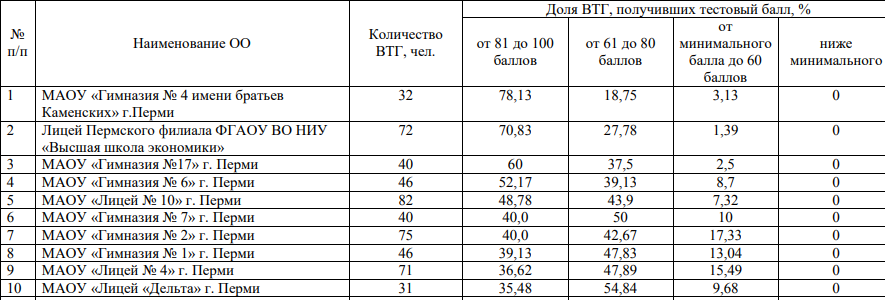 № п/п
Наименование ОО
Количество ВТГ, чел.
Доля ВТГ, получивших тестовый балл, %
от 81 до 100 баллов
от 61 до 80 баллов
от минимального балла до 60 баллов
ниже минимального
1 МАОУ «Гимназия № 4 имени братьев Каменских» г.Перми 32 78,13 18,75 3,13 0
2 Лицей Пермского филиала ФГАОУ ВО НИУ «Высшая школа экономики» 72 70,83 27,78 1,39 0
3 МАОУ «Гимназия №17» г. Перми 40 60 37,5 2,5 0
4 МАОУ «Гимназия № 6» г. Перми 46 52,17 39,13 8,7 0
5 МАОУ «Лицей № 10» г. Перми 82 48,78 43,9 7,32 0
6 МАОУ «Гимназия № 7» г. Перми 40 40,0 50 10 0
7 МАОУ «Гимназия № 2» г. Перми 75 40,0 42,67 17,33 0
8 МАОУ «Гимназия № 1» г. Перми 46 39,13 47,83 13,04 0
9 МАОУ «Лицей № 4» г. Перми 71 36,62 47,89 15,49 0
10 МАОУ «Лицей «Дельта» г. Перми 31 35,48 54,84 9,68 0